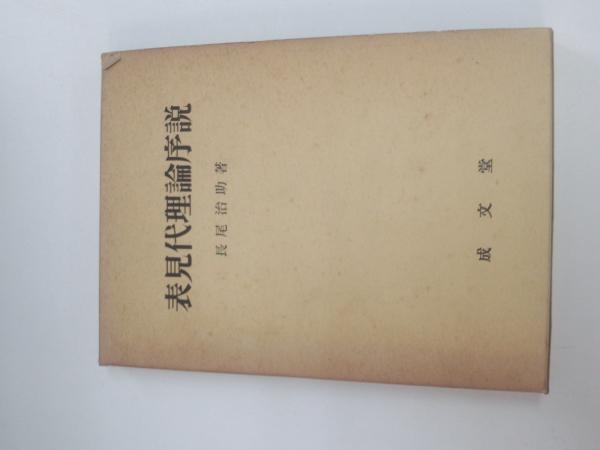 表見代理論序説
長尾治助著
成文堂